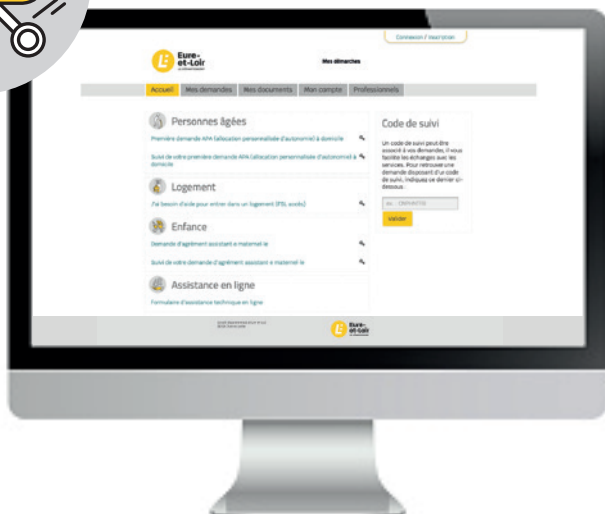 Connexion / Inscription
Eure-
et-Loir
LE DÉPARTEMENT
Mes démarches
Accueil
Mes demandes
Mes documents
Mon compte
Professionnels
Personnes âgées
Première demande APA (allocation personnalisée d'autonomie) à domicile
Suivi de votre première demande APA (allocation personnalisée d'autonomie) à
domicile
Logement
J'ai besoin d'aide pour entrer dans un logement (FSL accès)
Enfance
Demande d'agrément assistant·e maternel·le
Suivi de votre demande d'agrément assistant·e maternel·le
Assistance en ligne
Formulaire d'assistance technique en ligne
Code de suivi
Un code de suivi peut être
associé à vos demandes, il vous
facilite les échanges avec les
services. Pour retrouver une
demande disposant d'un code
de suivi, indiquez ce dernier ci-
dessous.
Valider
Eure-
et-Loir